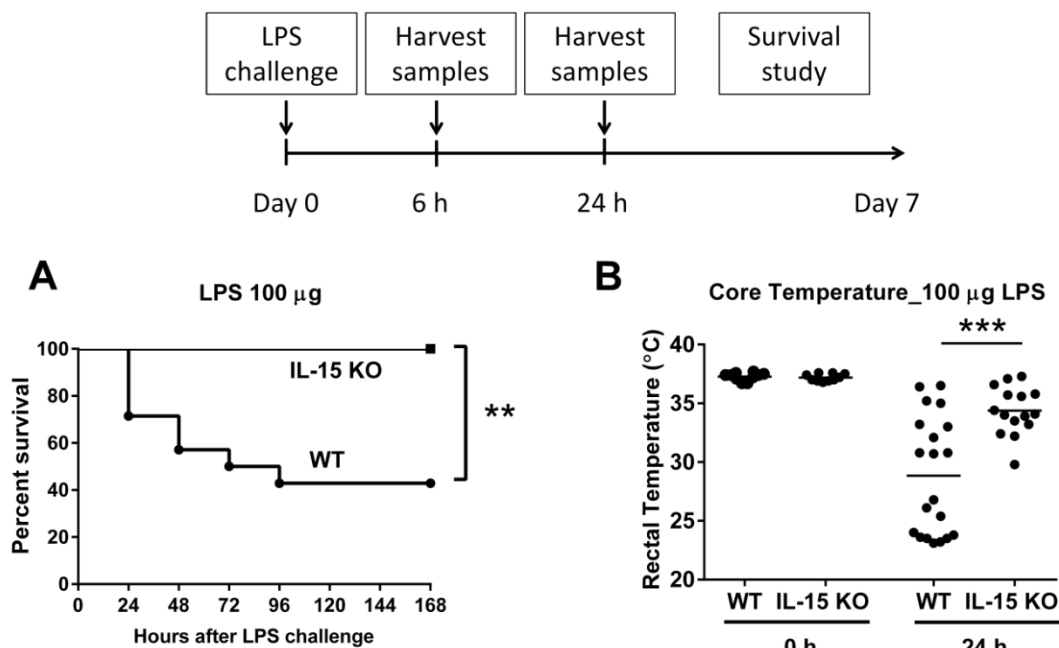 LPS challenge
Harvest samples
Harvest samples
Survival study
Day 0 6 h 24 h Day 7
A
LPS 100 μg
Percent survival
100
80
60
40
20
0
IL-15 KO
WT
**
0 24 48 72 96 120 144 168
Hours after LPS challenge
B
Core Temperature_100 μg LPS
Rectal Temperature (°C)
40
35
30
25
20
***
WT IL-15 KO WT IL-15 KO
0 h 24 h